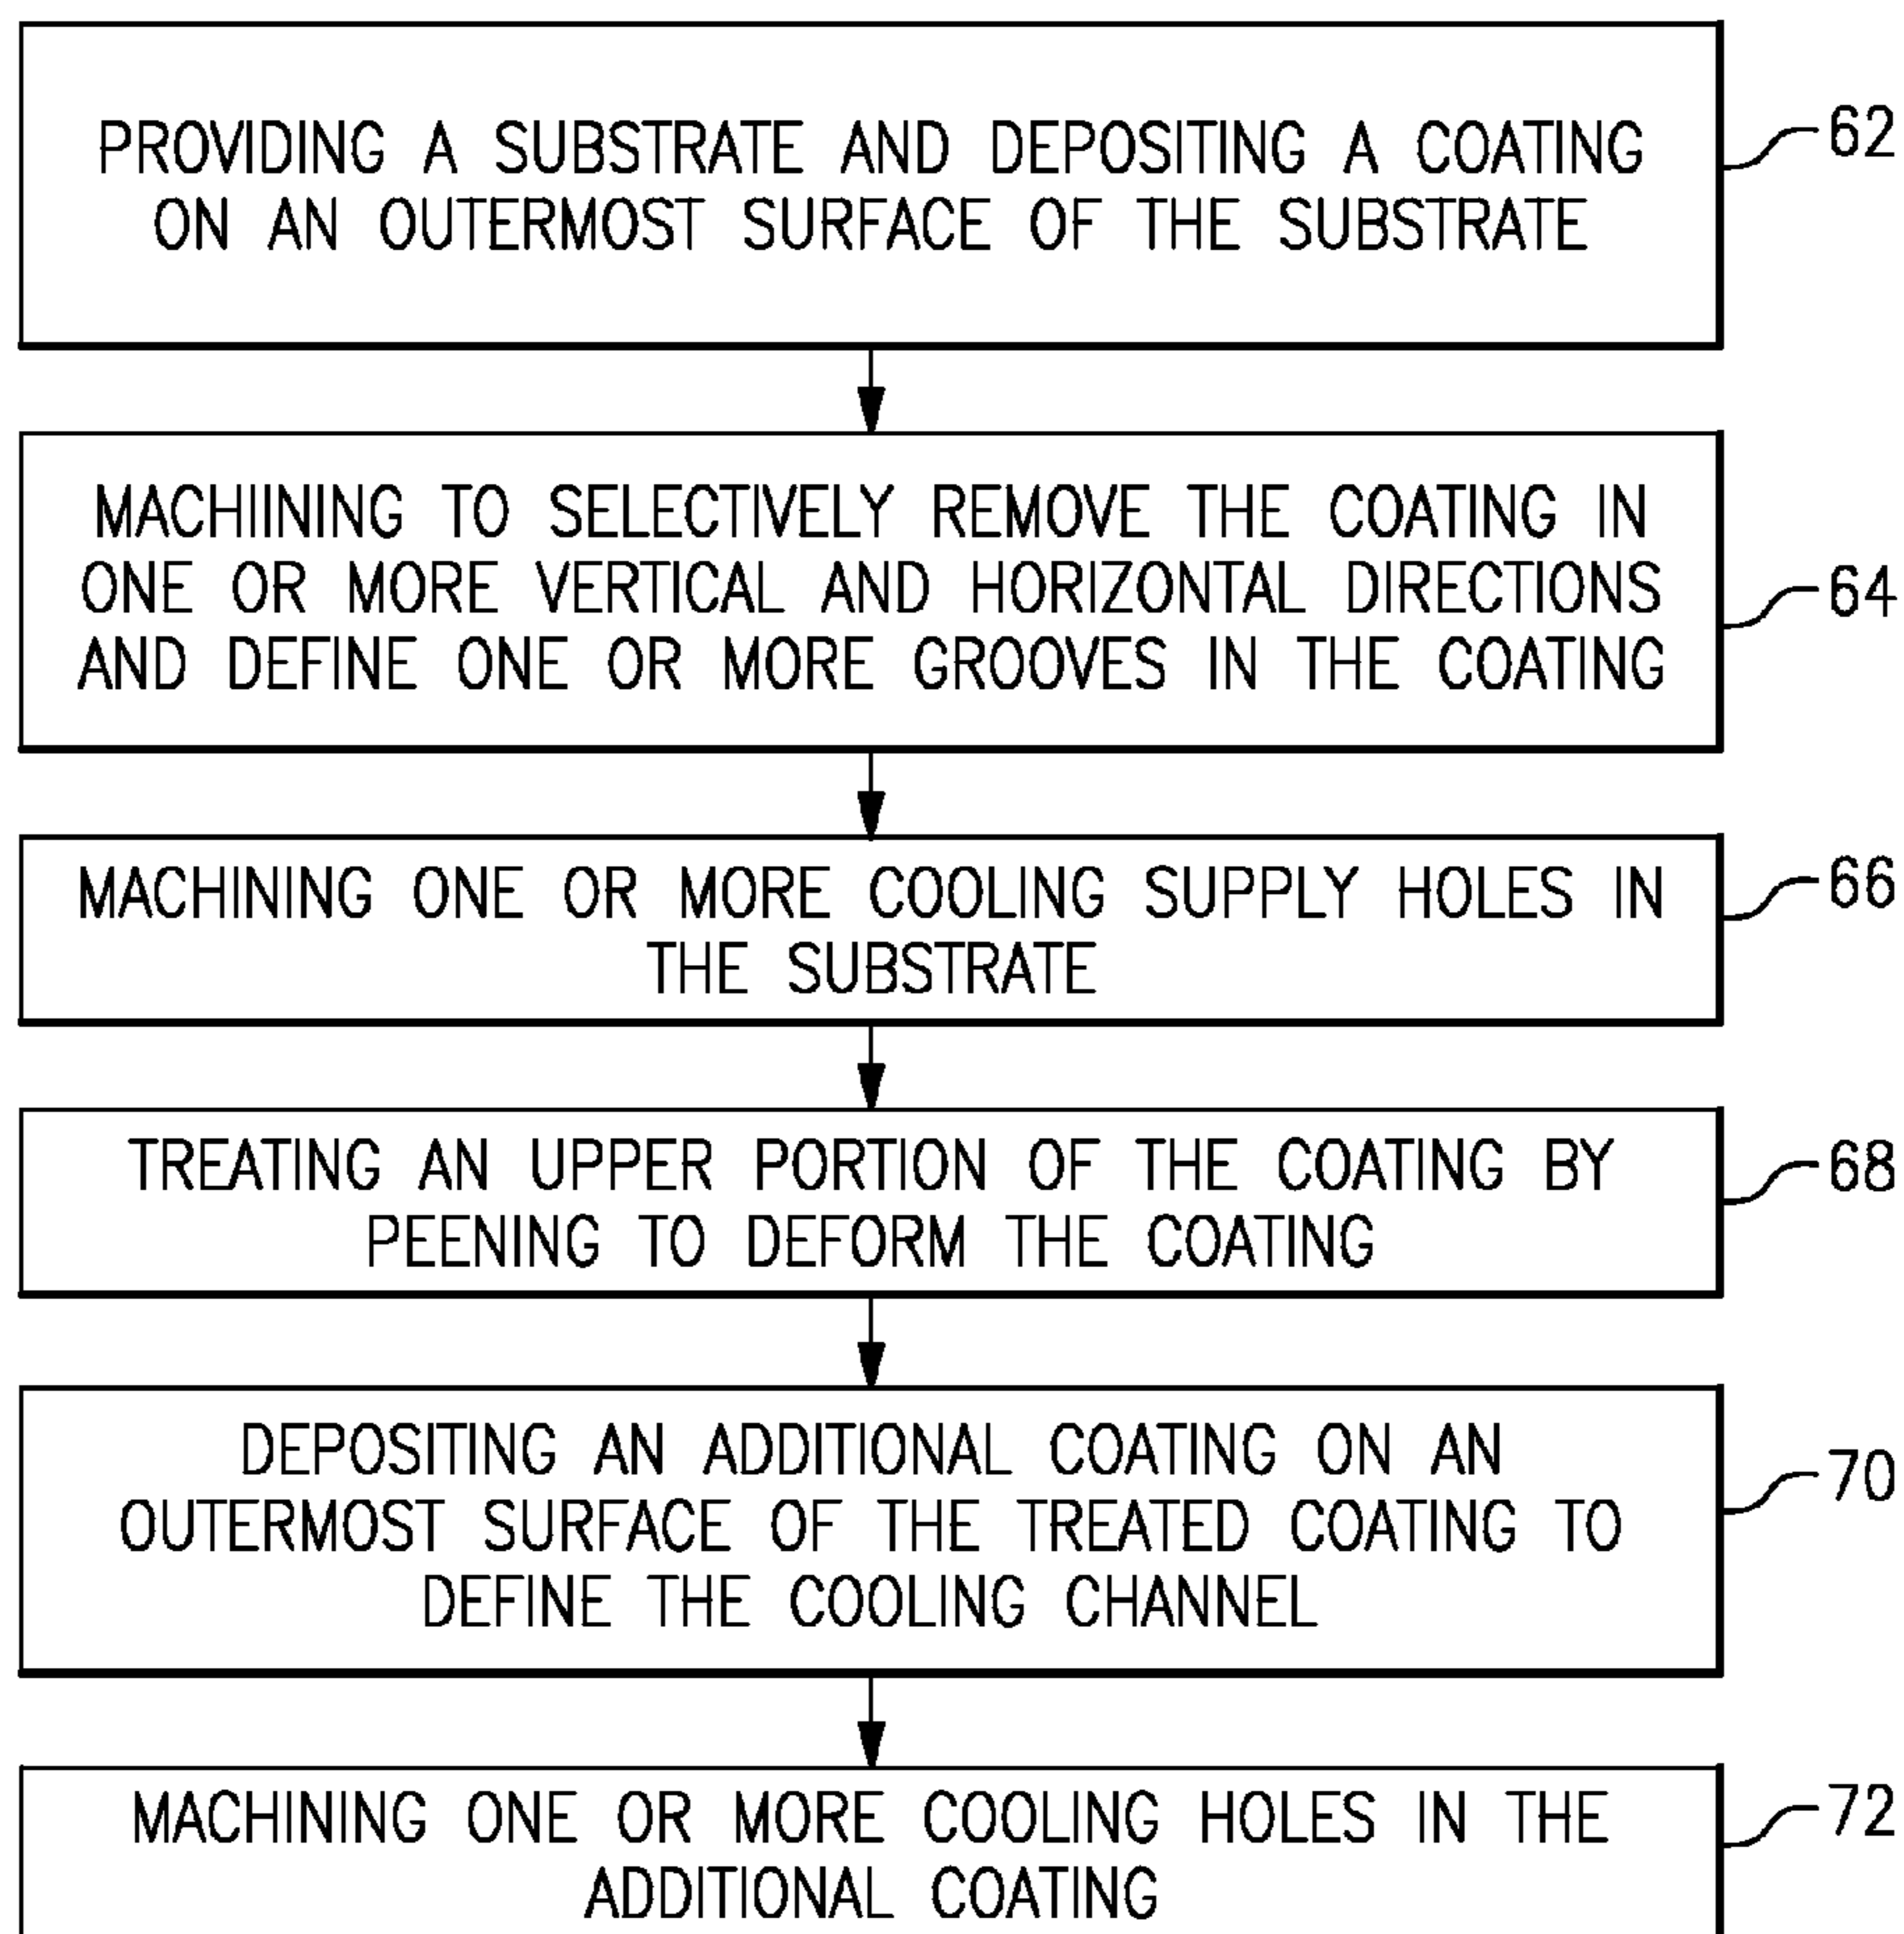 PROVIDING A SUBSTRATE AND DEPOSITING A COATING
ON AN OUTERMOST SURFACE OF THE SUBSTRATE
62
MACHIINING TO SELECTIVELY REMOVE THE COATING IN
ONE OR MORE VERTICAL AND HORIZONTAL DIRECTIONS
AND DEFINE ONE OR MORE GROOVES IN THE COATING
64
MACHINING ONE OR MORE COOLING SUPPLY HOLES IN
THE SUBSTRATE
66
TREATING AN UPPER PORTION OF THE COATING BY
PEENING TO DEFORM THE COATING
68
DEPOSITING AN ADDITIONAL COATING ON AN
OUTERMOST SURFACE OF THE TREATED COATING TO
DEFINE THE COOLING CHANNEL
70
MACHINING ONE OR MORE COOLING HOLES IN THE
ADDITIONAL COATING
72